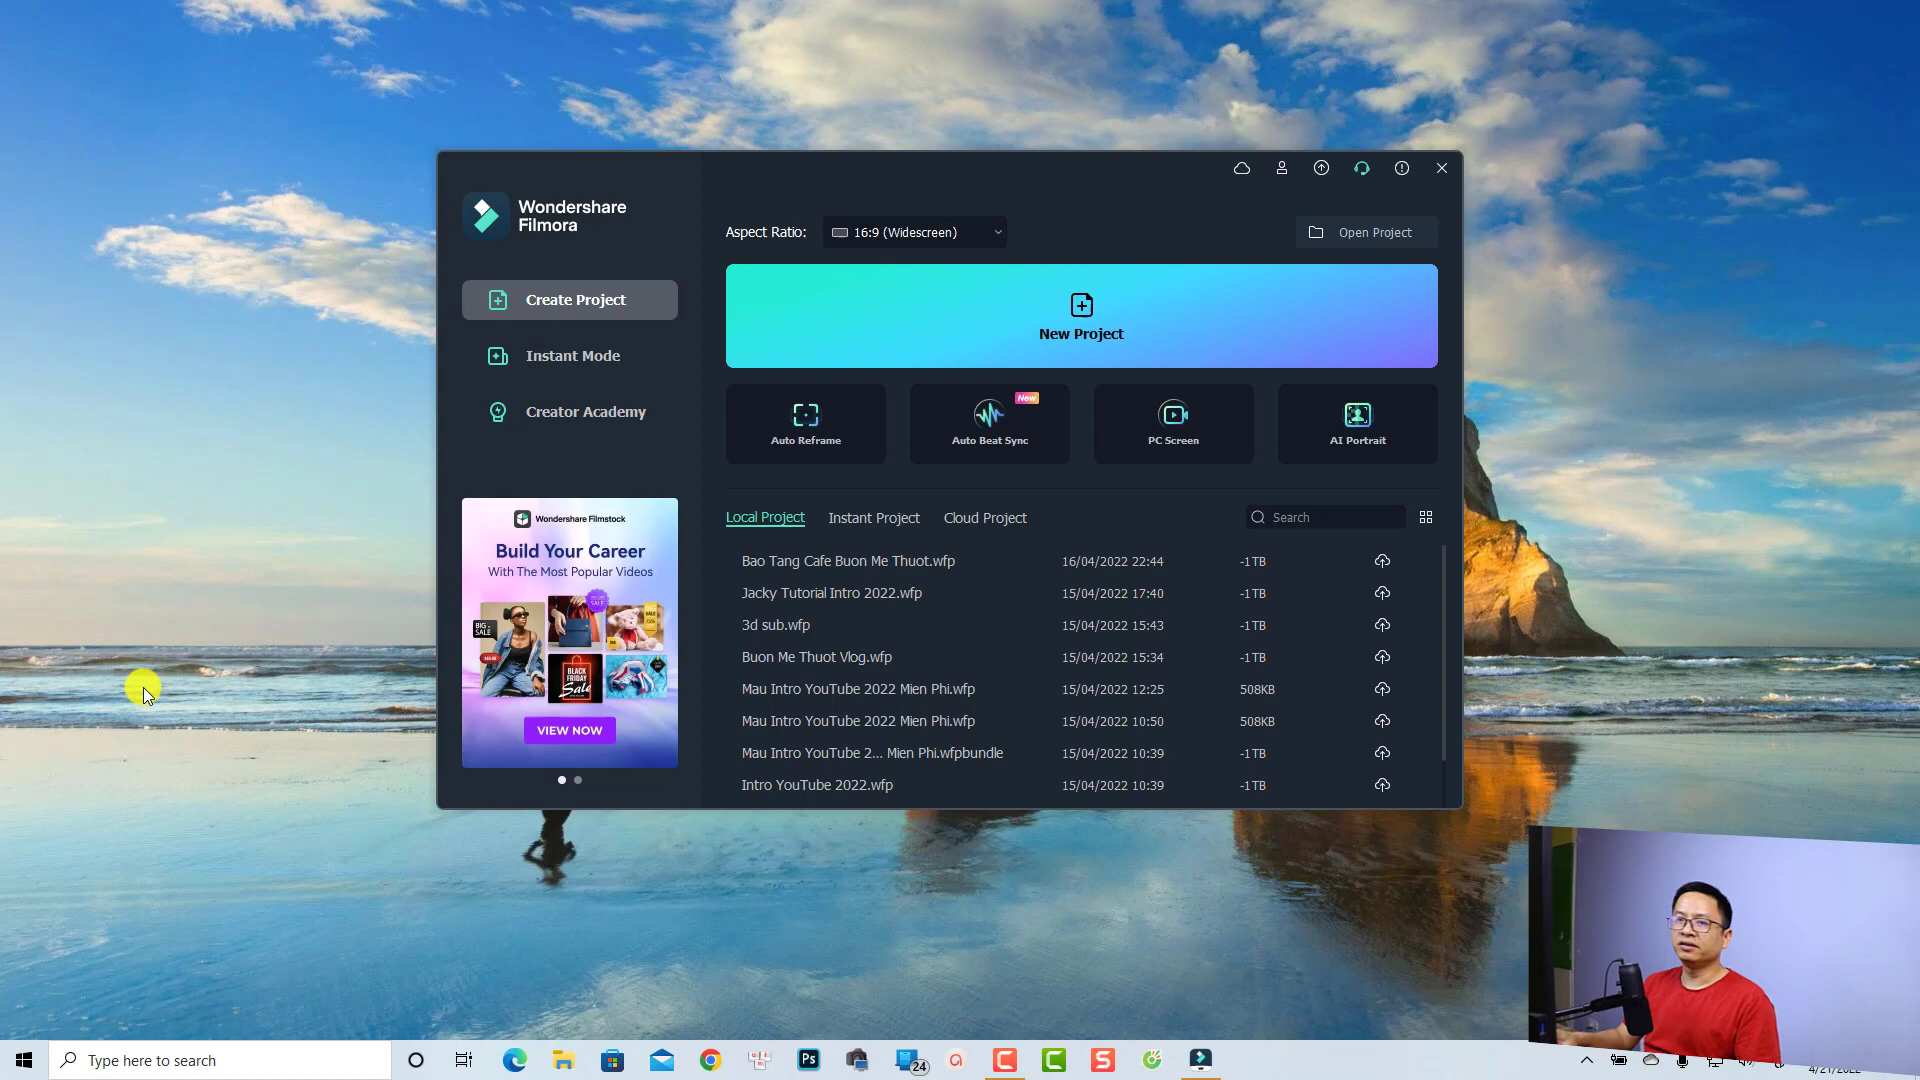 Wondershare
Filmora
Create Project
Instant Mode
Creator Academy
Wondershare Filmstock
Build Your Career
With The Most Popular Videos
BIG
SALE
BLACK
FRIDAY
Sale
VIEW NOW
Aspect Ratio:
16:9 (Widescreen)
Open Project
New Project
Auto Reframe
New
Auto Beat Sync
PC Screen
AI Portrait
Local Project Instant Project Cloud Project
Search
Bao Tang Cafe Buon Me Thuot.wfp 16/04/2022 22:44 -1TB
Jacky Tutorial Intro 2022.wfp 15/04/2022 17:40 -1TB
3d sub.wfp 15/04/2022 15:43 -1TB
Buon Me Thuot Vlog.wfp 15/04/2022 15:34 -1TB
Mau Intro YouTube 2022 Mien Phi.wfp 15/04/2022 12:25 508KB
Mau Intro YouTube 2022 Mien Phi.wfp 15/04/2022 10:50 508KB
Mau Intro YouTube 2... Mien Phi.wfpbundle 15/04/2022 10:39 -1TB
Intro YouTube 2022.wfp 15/04/2022 10:39 -1TB
Type here to search
Ps
24
4/21/2022